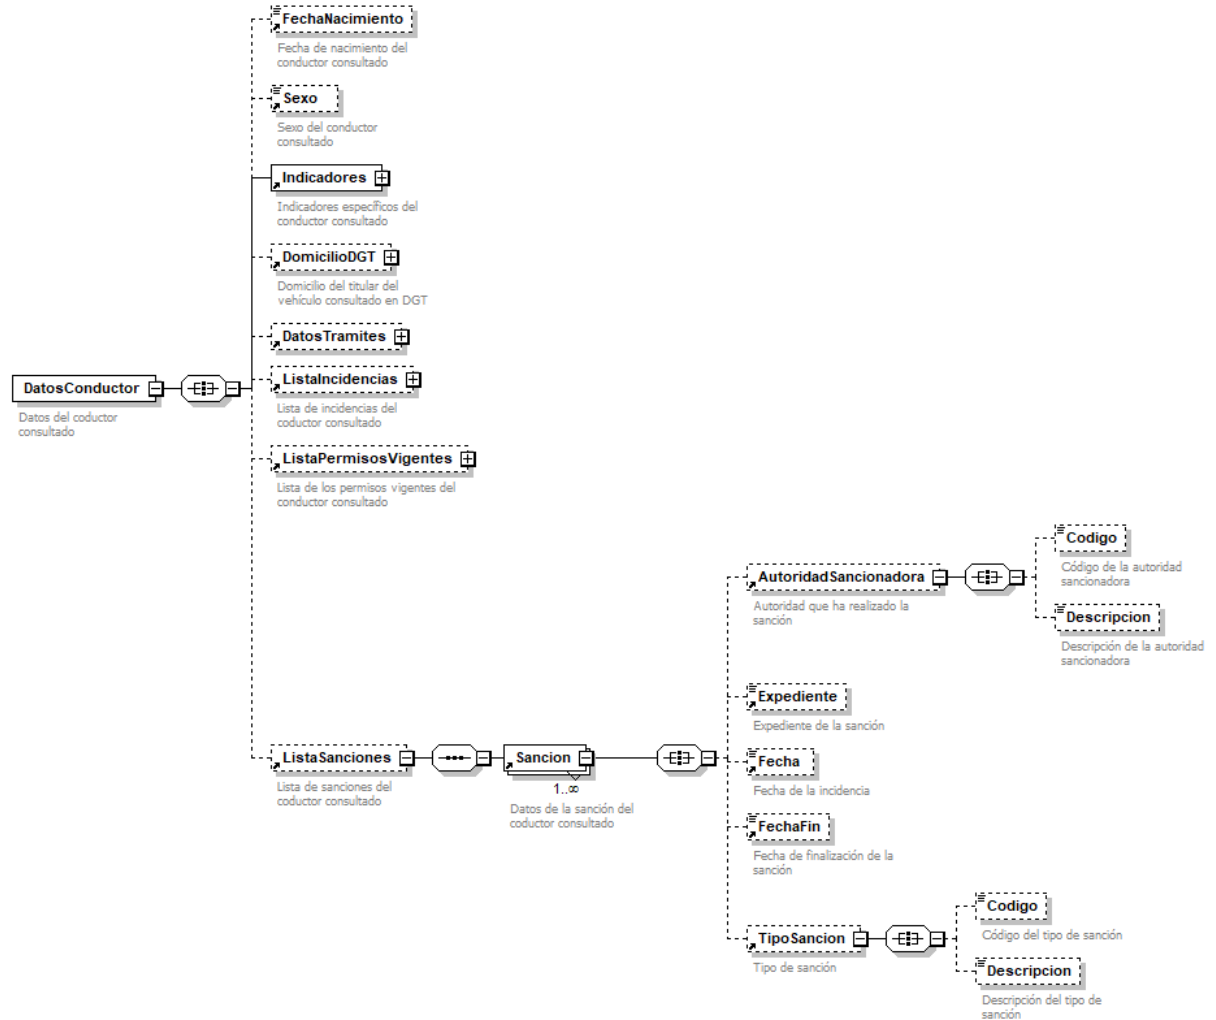 FechaNacimiento
Fecha de nacimiento del
conductor consultado
Sexo
Sexo del conductor
consultado
Indicadores
Indicadores específicos del
conductor consultado
DomicilioDGT
Domicilio del titular del
vehículo consultado en DGT
DatosTramites
DatosConductor
Datos del coductor
consultado
ListaIncidencias
Lista de incidencias del
coductor consultado
ListaPermisosVigentes
Lista de los permisos vigentes del
conductor consultado
ListaSanciones
Lista de sanciones del
coductor consultado
Sancion
1..∞
Datos de la sanción del
coductor consultado
AutoridadSancionadora
Autoridad que ha realizado la
sanción
Codigo
Código de la autoridad
sancionadora
Descripcion
Descripción de la autoridad
sancionadora
Expediente
Expediente de la sanción
Fecha
Fecha de la incidencia
FechaFin
Fecha de finalización de la
sanción
TipoSancion
Tipo de sanción
Codigo
Código del tipo de sanción
Descripcion
Descripción del tipo de
sanción